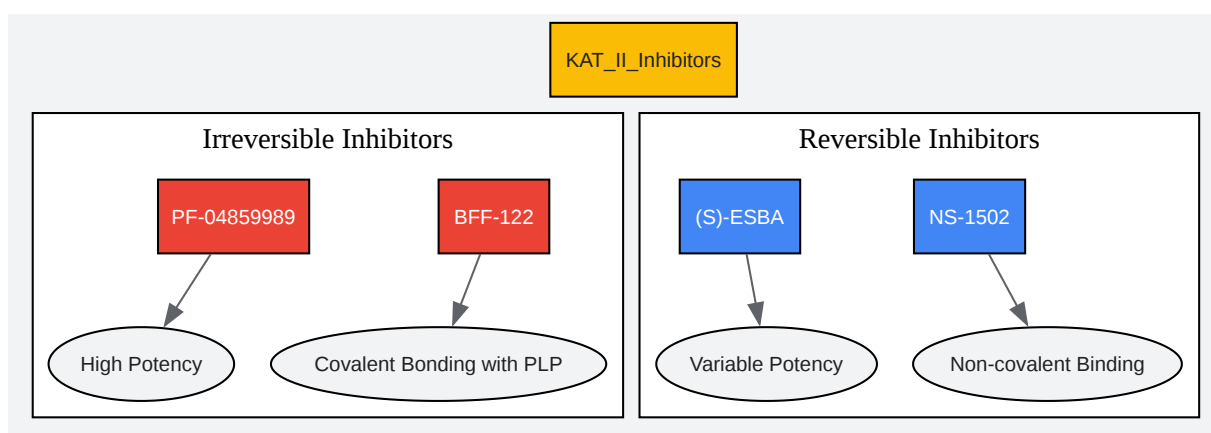 KAT_II_Inhibitors
Irreversible Inhibitors
Reversible Inhibitors
PF-04859989
BFF-122
(S)-ESBA
NS-1502
High Potency
Covalent Bonding with PLP
Variable Potency
Non-covalent Binding